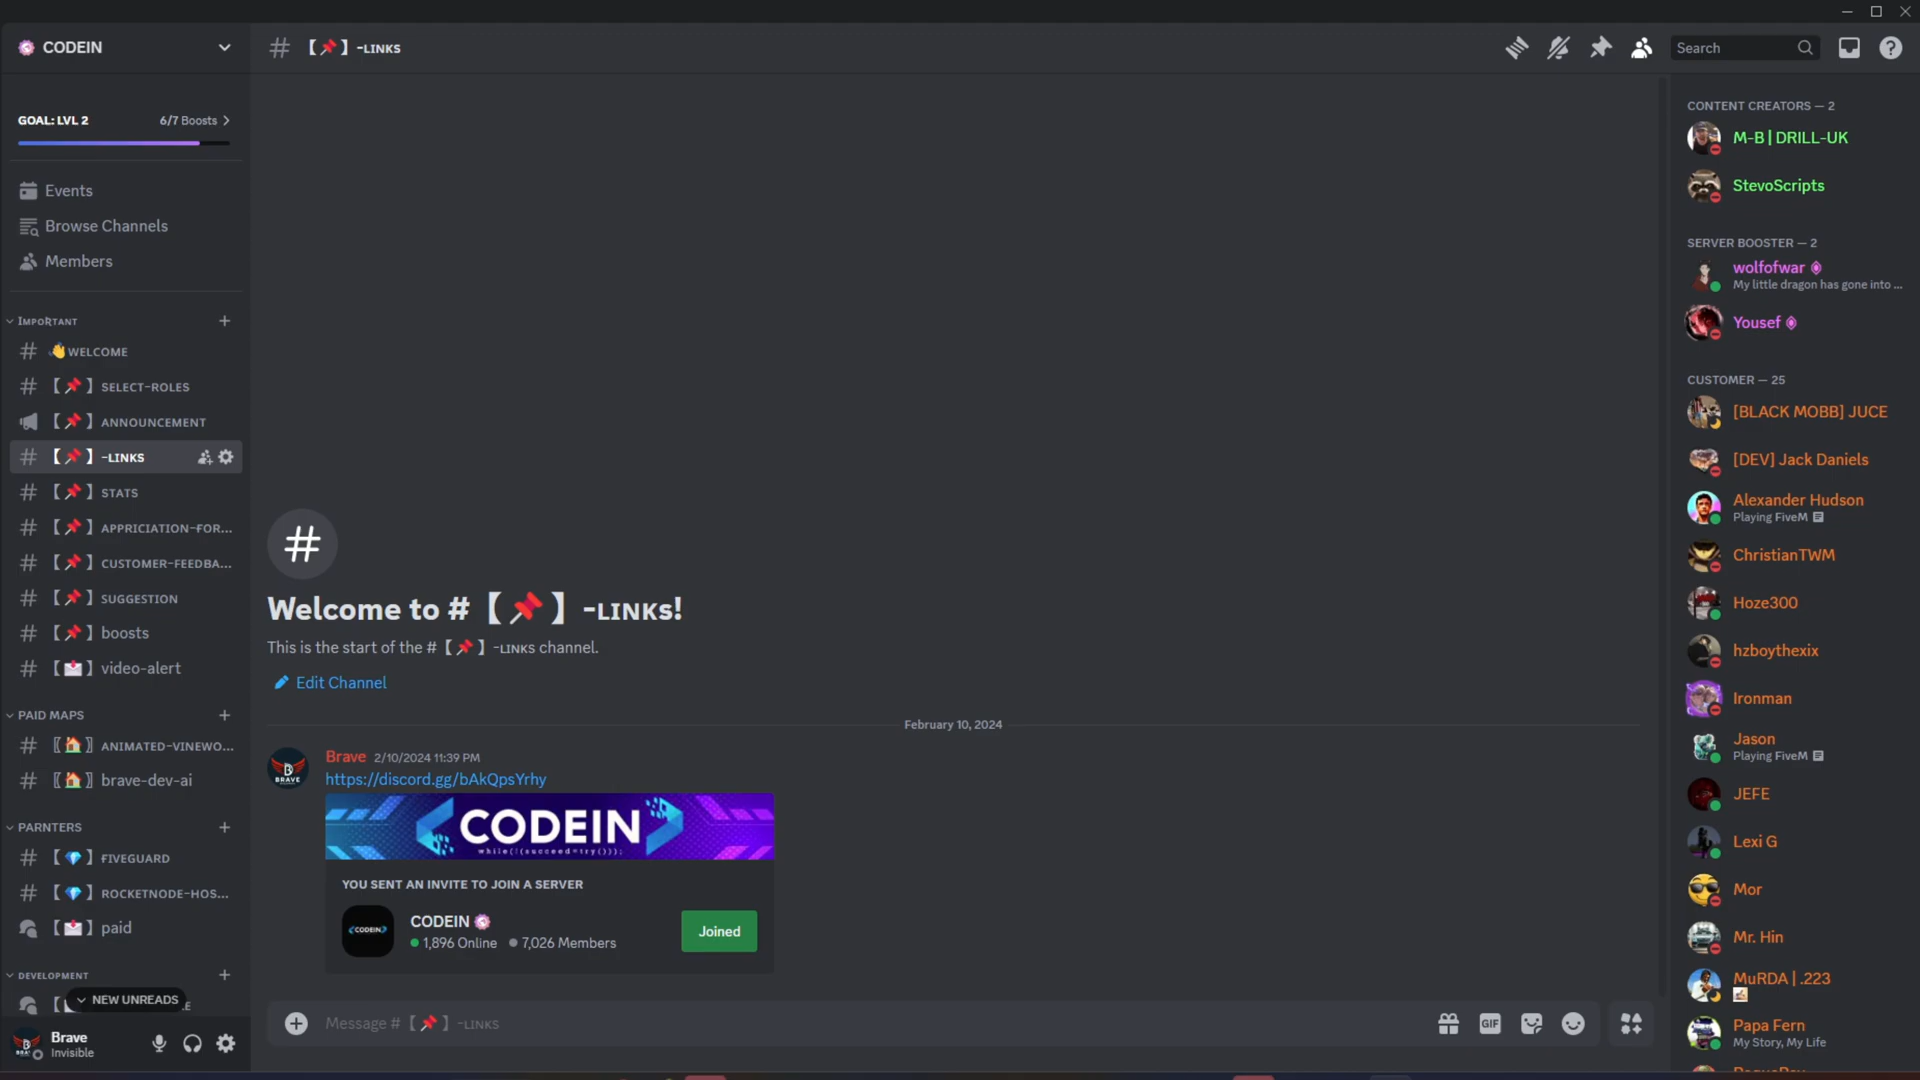 CODEIN
GOAL: LVL 2
6/7 Boosts
Events
Browse Channels
Members
IMPORTANT
👋WELCOME
【📌】SELECT-ROLES
【📌】ANNOUNCEMENT
【📌】-LINKS
【📌】STATS
【📌】APPRICIATION-FOR...
【📌】CUSTOMER-FEEDBA...
【📌】SUGGESTION
【📌】boosts
【📩】video-alert
PAID MAPS
〖🏠〗ANIMATED-VINEWO...
〖🏠〗brave-dev-ai
PARNTERS
【💎】FIVEGUARD
【💎】ROCKETNODE-HOS...
【📩】paid
DEVELOPMENT
NEW UNREADS
Brave
Invisible
# 【📌】-LINKS
Search
Welcome to #【📌】-LINKS!
This is the start of the #【📌】-LINKS channel.
Edit Channel
February 10, 2024
Brave 2/10/2024 11:39 PM
https://discord.gg/bAkQpsYrhy
CODEIN
while(!(succeed=try()));
YOU SENT AN INVITE TO JOIN A SERVER
CODEIN
CODEIN
1,896 Online 7,026 Members
Joined
Message #【📌】-LINKS
GIF
CONTENT CREATORS — 2
M-B | DRILL-UK
StevoScripts
SERVER BOOSTER — 2
wolfofwar
My little dragon has gone into ...
Yousef
CUSTOMER — 25
[BLACK MOBB] JUCE
[DEV] Jack Daniels
Alexander Hudson
Playing FiveM
ChristianTWM
Hoze300
hzboythexix
Ironman
Jason
Playing FiveM
JEFE
Lexi G
Mor
Mr. Hin
MuRDA | .223
Papa Fern
My Story, My Life